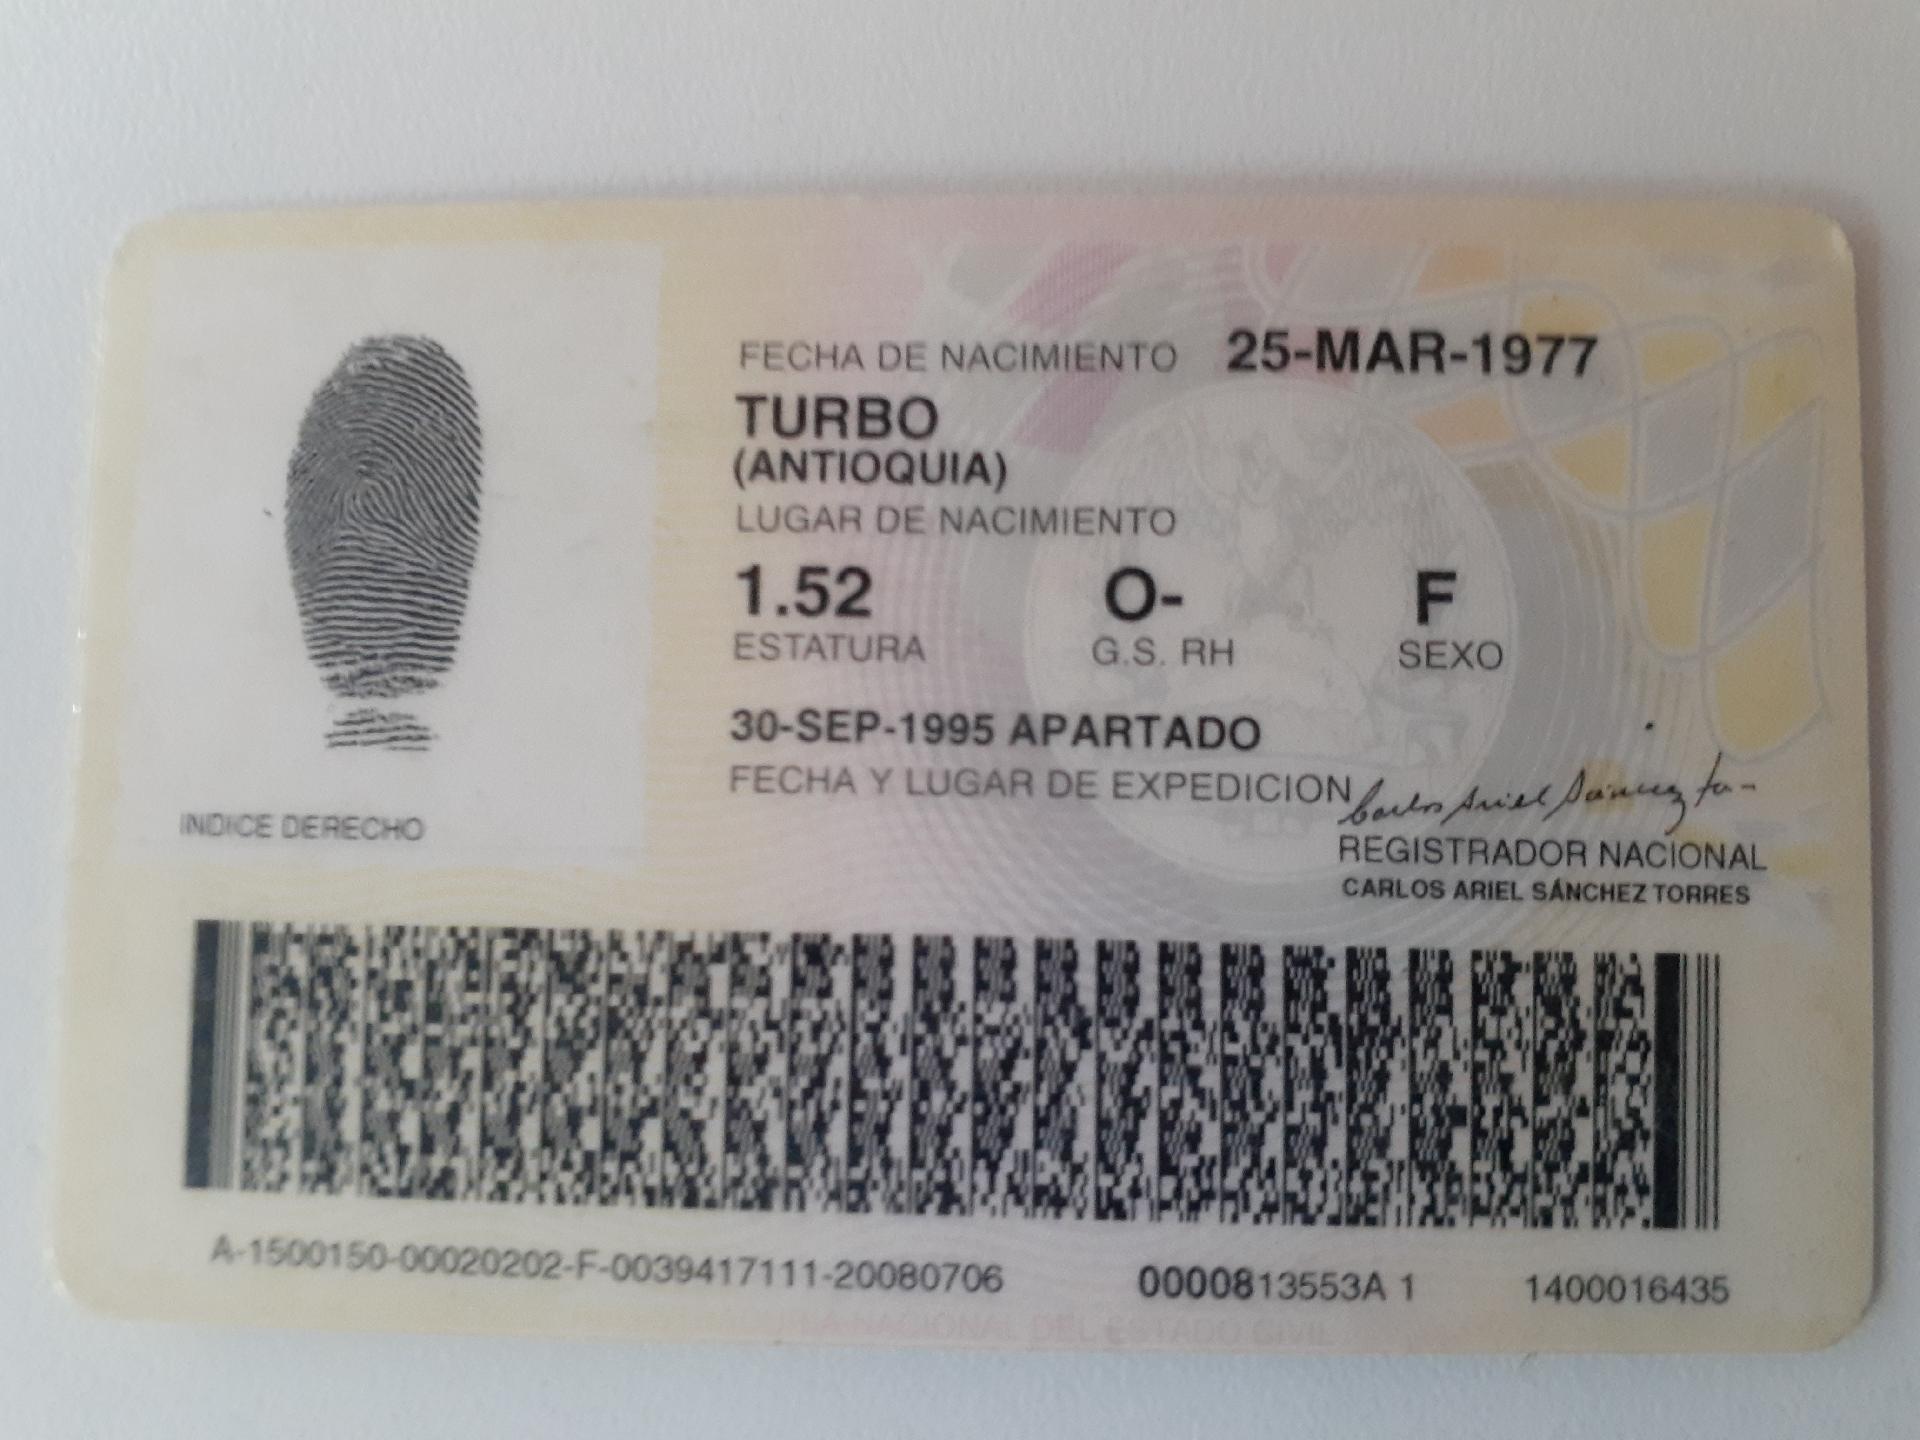 FECHA DE NACIMIENTO 25-MAR-1977
TURBO
(ANTIOQUIA)
LUGAR DE NACIMIENTO
1.52 O- F
ESTATURA G.S. RH SEXO
30-SEP-1995 APARTADO
FECHA Y LUGAR DE EXPEDICION
INDICE DERECHO
Carlos Ariel Sánchez
REGISTRADOR NACIONAL
CARLOS ARIEL SÁNCHEZ TORRES
A-1500150-00020202-F-0039417111-20080706 0000813553A 1 1400016435
NACIONAL DEL ESTADO CIVIL